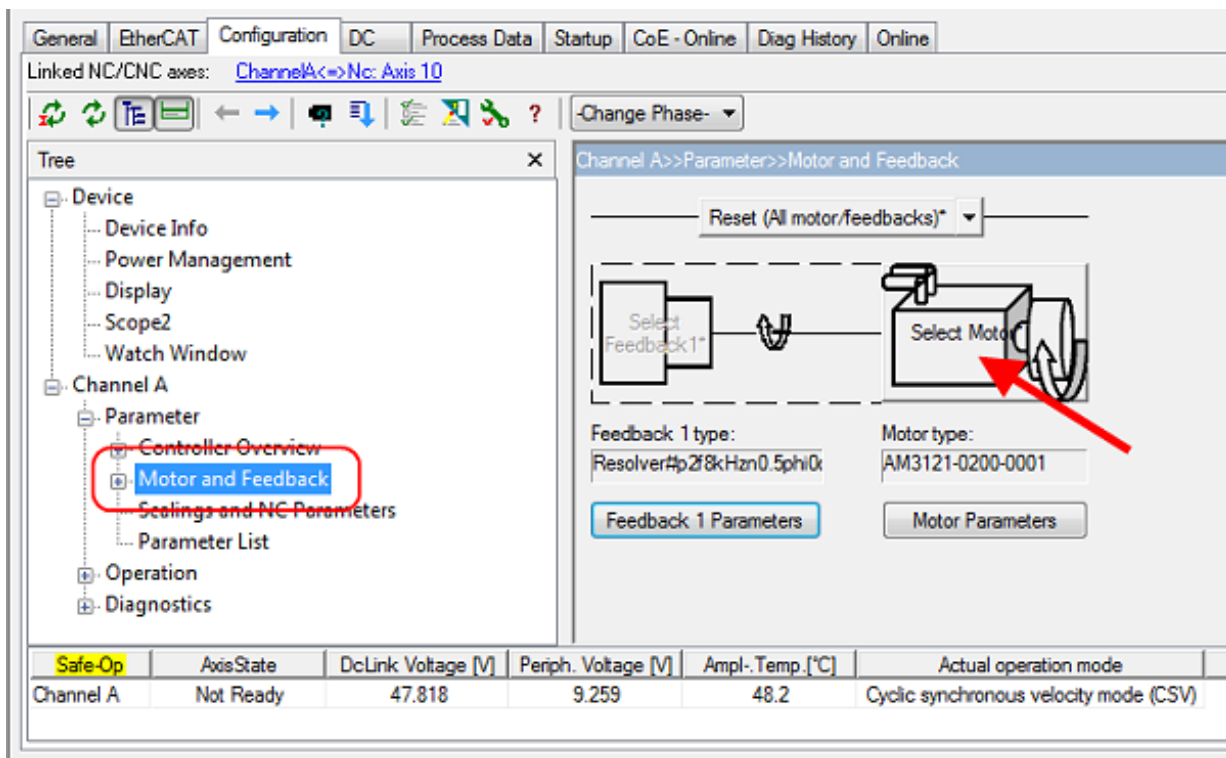 General EtherCAT Configuration DC Process Data Startup CoE - Online Diag History Online
Linked NC/CNC axes: ChannelA<=>Nc: Axis 10
TE ? -Change Phase-
Tree
Channel A>>Parameter>>Motor and Feedback
Device
Device Info
Power Management
Display
Scope2
Watch Window
Channel A
Parameter
Controller Overview
Motor and Feedback
Scalings and NC Parameters
Parameter List
Operation
Diagnostics
Reset (All motor/feedbacks)*
Select
Feedback1*
Select Motor
Feedback 1 type:
Motor type:
AM3121-0200-0001
Feedback 1 Parameters
Motor Parameters
Safe-Op AxisState DcLink Voltage [V] Periph. Voltage [V] Ampl-.Temp.[°C] Actual operation mode
Channel A Not Ready 47.818 9.259 48.2 Cyclic synchronous velocity mode (CSV)